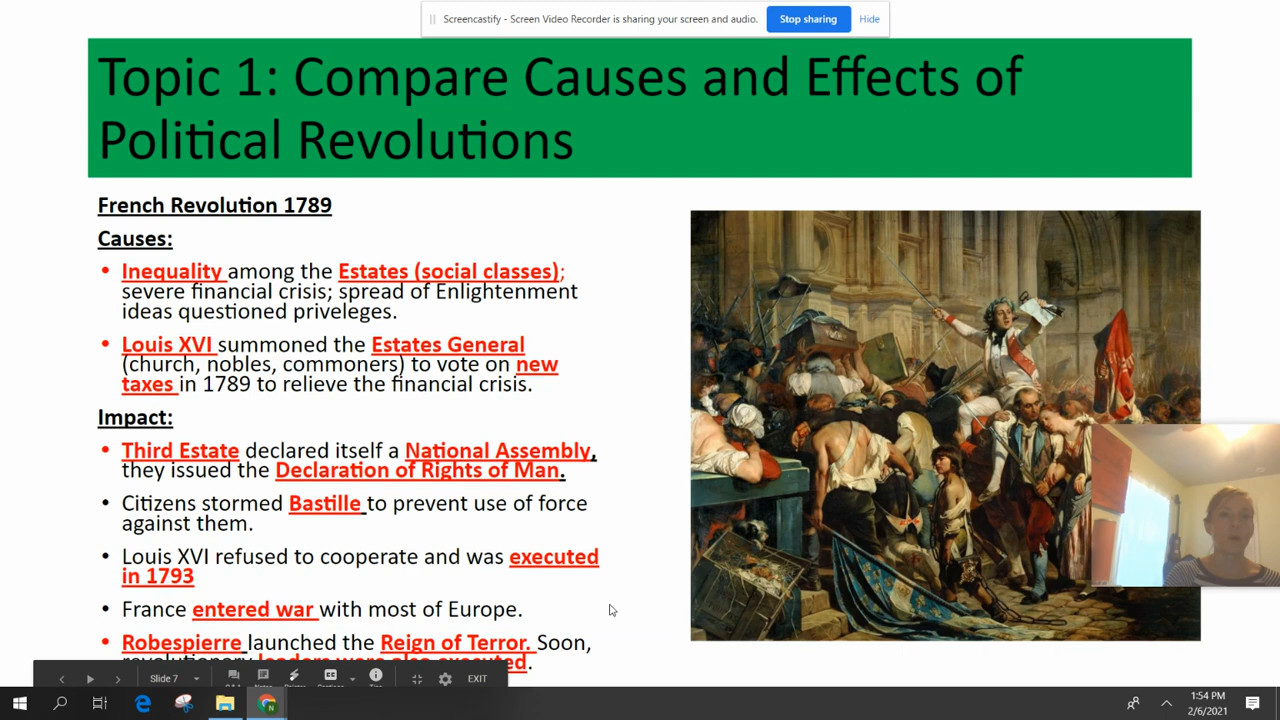 Screencastify - Screen Video Recorder is sharing your screen and audio.
Stop sharing
Hide
Topic 1: Compare Causes and Effects of
Political Revolutions
French Revolution 1789
Causes:
• Inequality among the Estates (social classes);
severe financial crisis; spread of Enlightenment
ideas questioned priveleges.
• Louis XVI summoned the Estates General
(church, nobles, commoners) to vote on new
taxes in 1789 to relieve the financial crisis.
Impact:
• Third Estate declared itself a National Assembly,
they issued the Declaration of Rights of Man.
• Citizens stormed Bastille to prevent use of force
against them.
• Louis XVI refused to cooperate and was executed
in 1793
• France entered war with most of Europe.
• Robespierre launched the Reign of Terror. Soon,
revolutionary leaders were also executed.
Slide 7
EXIT
1:54 PM
2/6/2021